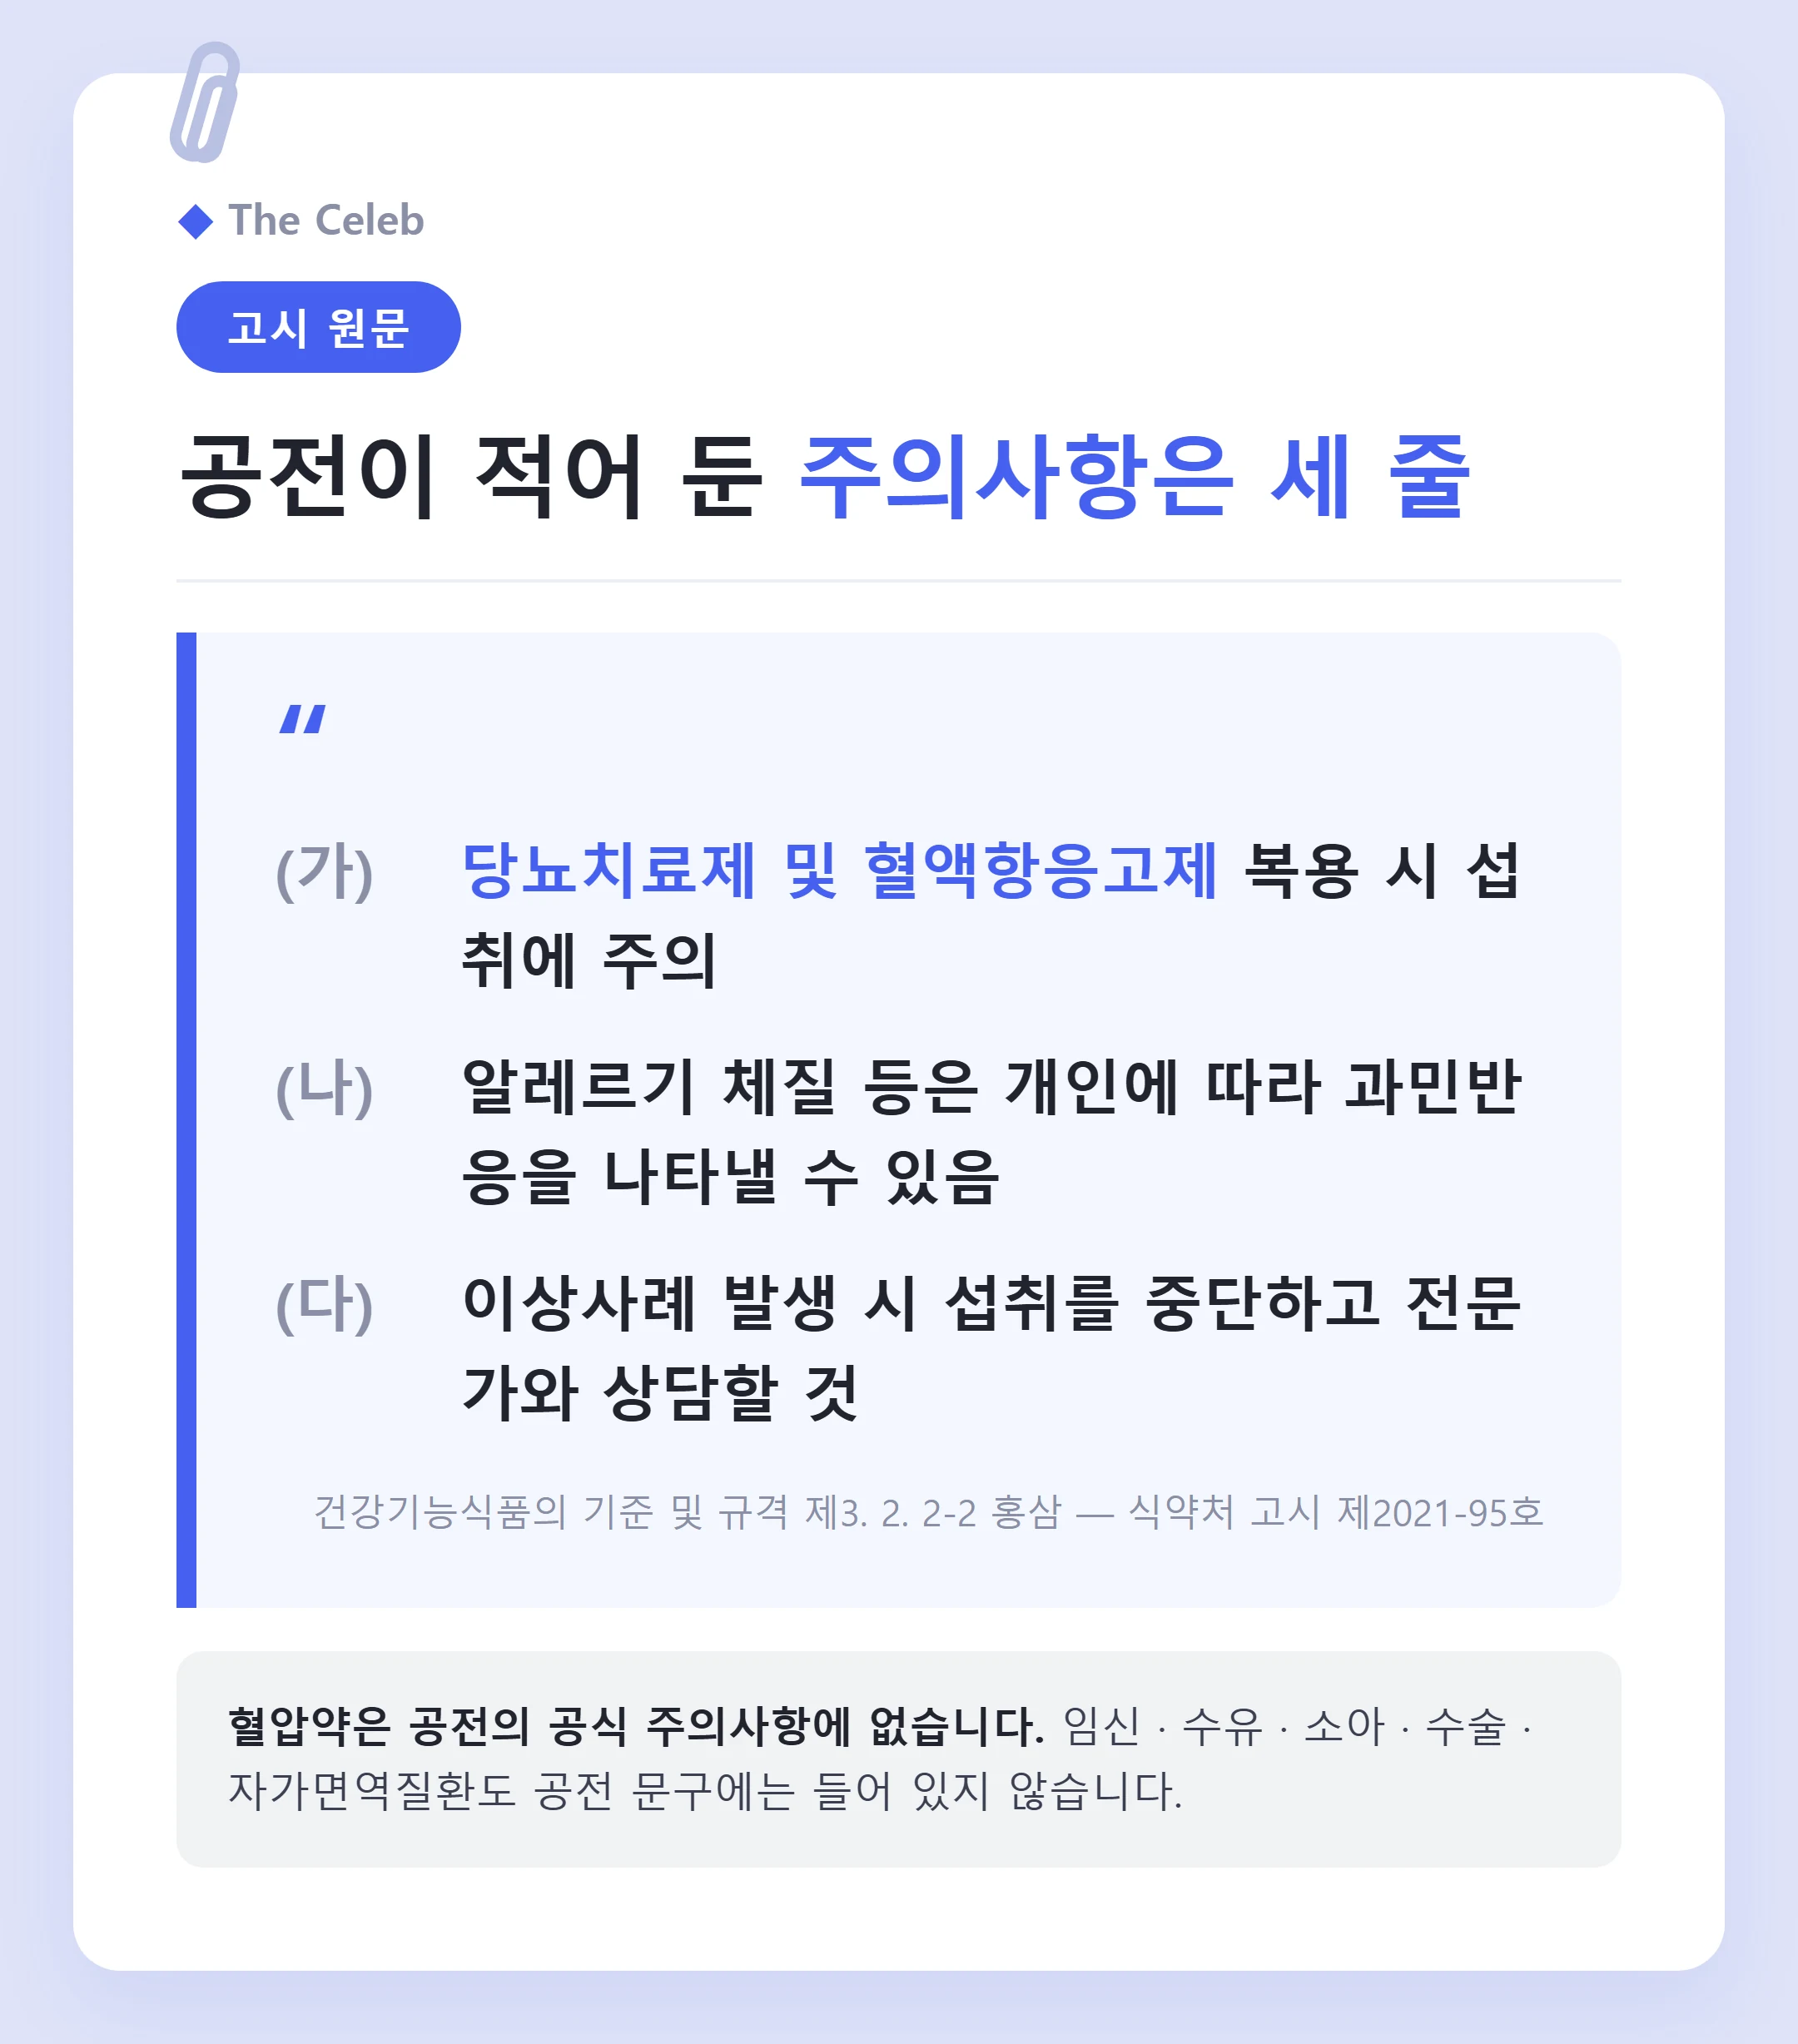 The Celeb
고시 원문
공전이 적어 둔 주의사항은 세 줄
“
(가) 당뇨치료제 및 혈액항응고제 복용 시 섭
취에 주의
(나) 알레르기 체질 등은 개인에 따라 과민반
응을 나타낼 수 있음
(다) 이상사례 발생 시 섭취를 중단하고 전문
가와 상담할 것
건강기능식품의 기준 및 규격 제3. 2. 2-2 홍삼 — 식약처 고시 제2021-95호
혈압약은 공전의 공식 주의사항에 없습니다. 임신 · 수유 · 소아 · 수술 ·
자가면역질환도 공전 문구에는 들어 있지 않습니다.